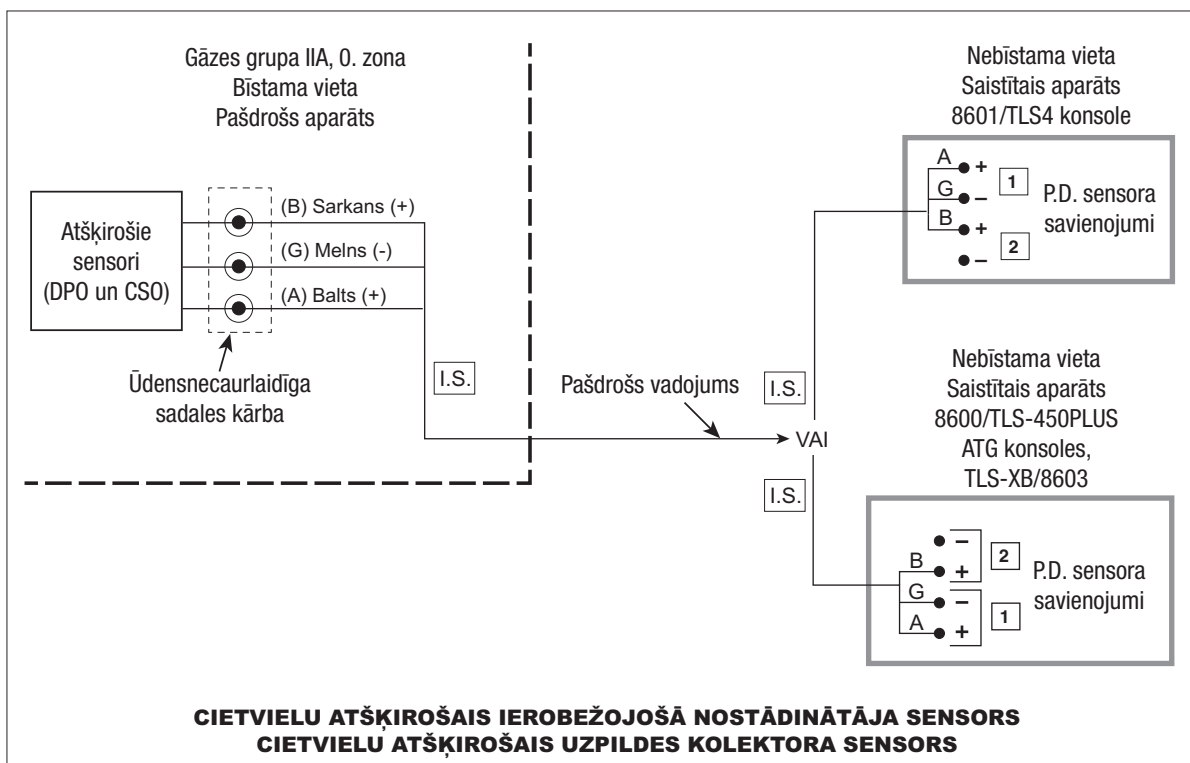 Gāzes grupa IIA, 0. zona
Bīstama vieta
Pašdrošs aparāts
Atšķirošie
sensori
(DPO un CSO)
(B) Sarkans (+)
(G) Melns (-)
(A) Balts (+)
Ūdensnecaurlaidīga
sadales kārba
I.S.
Pašdrošs vadojums
I.S.
VAI
I.S.
Nebīstama vieta
Saistītais aparāts
8601/TLS4 konsole
A +
G –
B +
–
1
2
P.D. sensora
savienojumi
Nebīstama vieta
Saistītais aparāts
8600/TLS-450PLUS
ATG konsoles,
TLS-XB/8603
–
B +
G –
A +
2
1
P.D. sensora
savienojumi
CIETVIELU ATŠĶIROŠAIS IEROBEŽOJOŠĀ NOSTĀDINĀTĀJA SENSORS
CIETVIELU ATŠĶIROŠAIS UZPILDES KOLEKTORA SENSORS